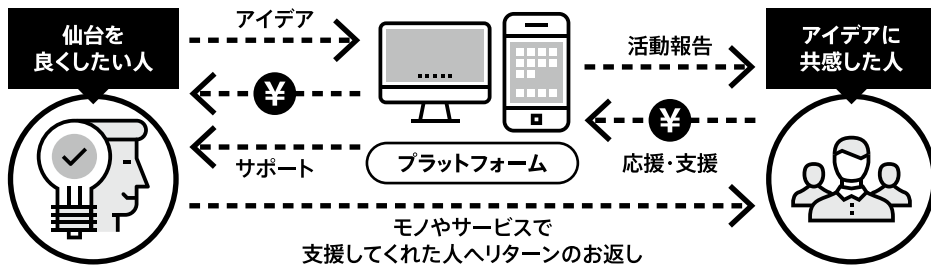 仙台を
良くしたい人
アイデア
¥
サポート
プラットフォーム
活動報告
¥
応援・支援
アイデアに
共感した人
モノやサービスで
支援してくれた人へリターンのお返し